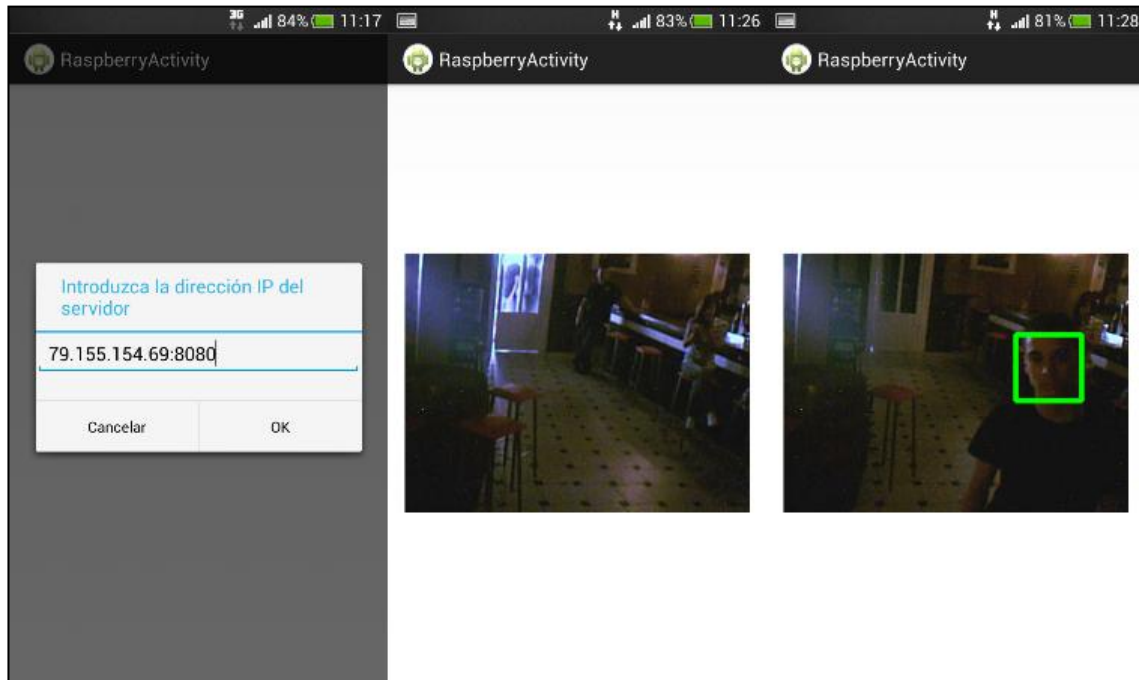 3G 84% 11:17
RaspberryActivity
Introduzca la dirección IP del
servidor
79.155.154.69:8080
Cancelar OK
H 83% 11:26
RaspberryActivity
H 81% 11:28
RaspberryActivity